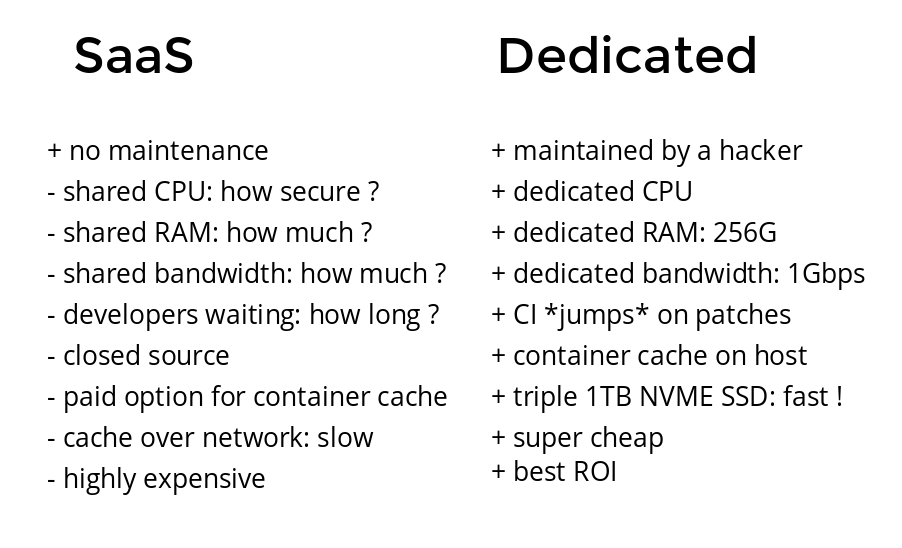 SaaS
+ no maintenance
- shared CPU: how secure ?
- shared RAM: how much ?
- shared bandwidth: how much ?
- developers waiting: how long ?
- closed source
- paid option for container cache
- cache over network: slow
- highly expensive
Dedicated
+ maintained by a hacker
+ dedicated CPU
+ dedicated RAM: 256G
+ dedicated bandwidth: 1Gbps
+ CI *jumps* on patches
+ container cache on host
+ triple 1TB NVME SSD: fast !
+ super cheap
+ best ROI